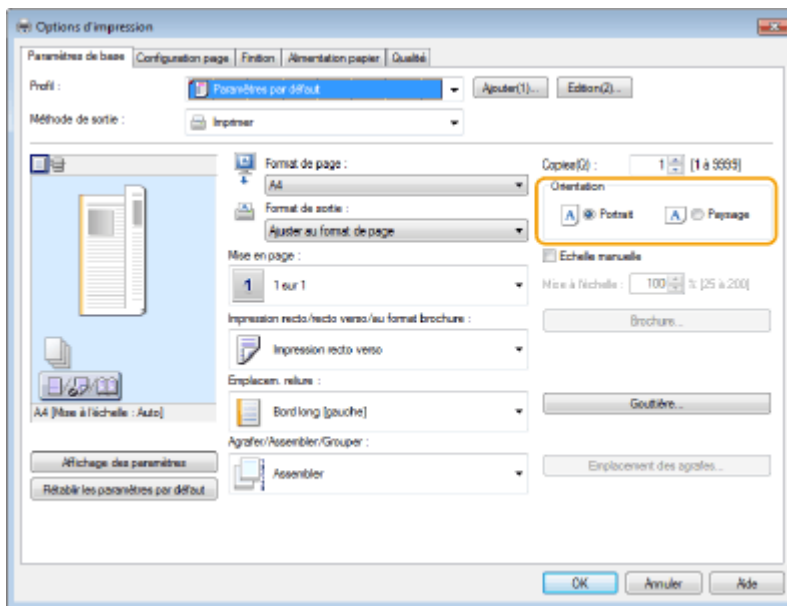 Options d'impression
Paramètres de base Configuration page Finition Alimentation papier Qualité
Profil : Paramètres par défaut Ajouter(1)... Edition(2)...
Méthode de sortie : Imprimer
Format de page :
A4
Format de sortie :
Ajuster au format de page
Mise en page :
1 1 sur 1
Impression recto/recto verso/au format brochure :
Impression recto verso
Emplacem. reliure :
Bord long [gauche]
Agrafer/Assembler/Grouper :
Assembler
Copies(Q) : 1 [1 à 9999]
Orientation
A Portrait A Paysage
Echelle manuelle
Mise à l'échelle : 100 % [25 à 200]
Brochure...
Gouttière...
Emplacement des agrafes...
A4 [Mise à l'échelle : Auto]
Affichage des paramètres
Rétablir les paramètres par défaut
OK Annuler Aide